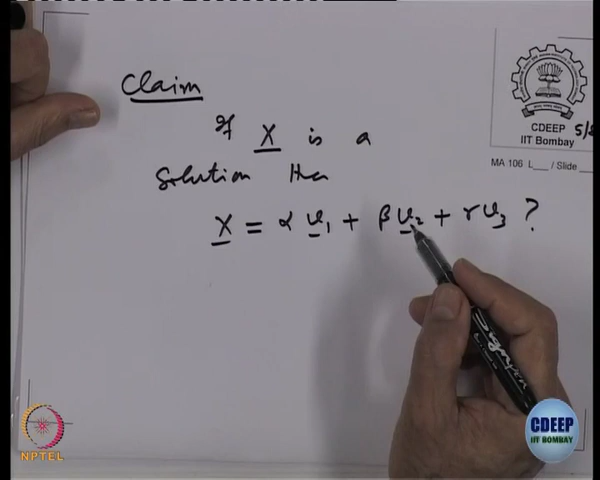 Claim
If X is a
solution then
X = α v₁ + β v₂ + γ v₃ ?
CDEEP
IIT Bombay
MA 106 L___ / Slide
NPTEL
CDEEP
IIT BOMBAY